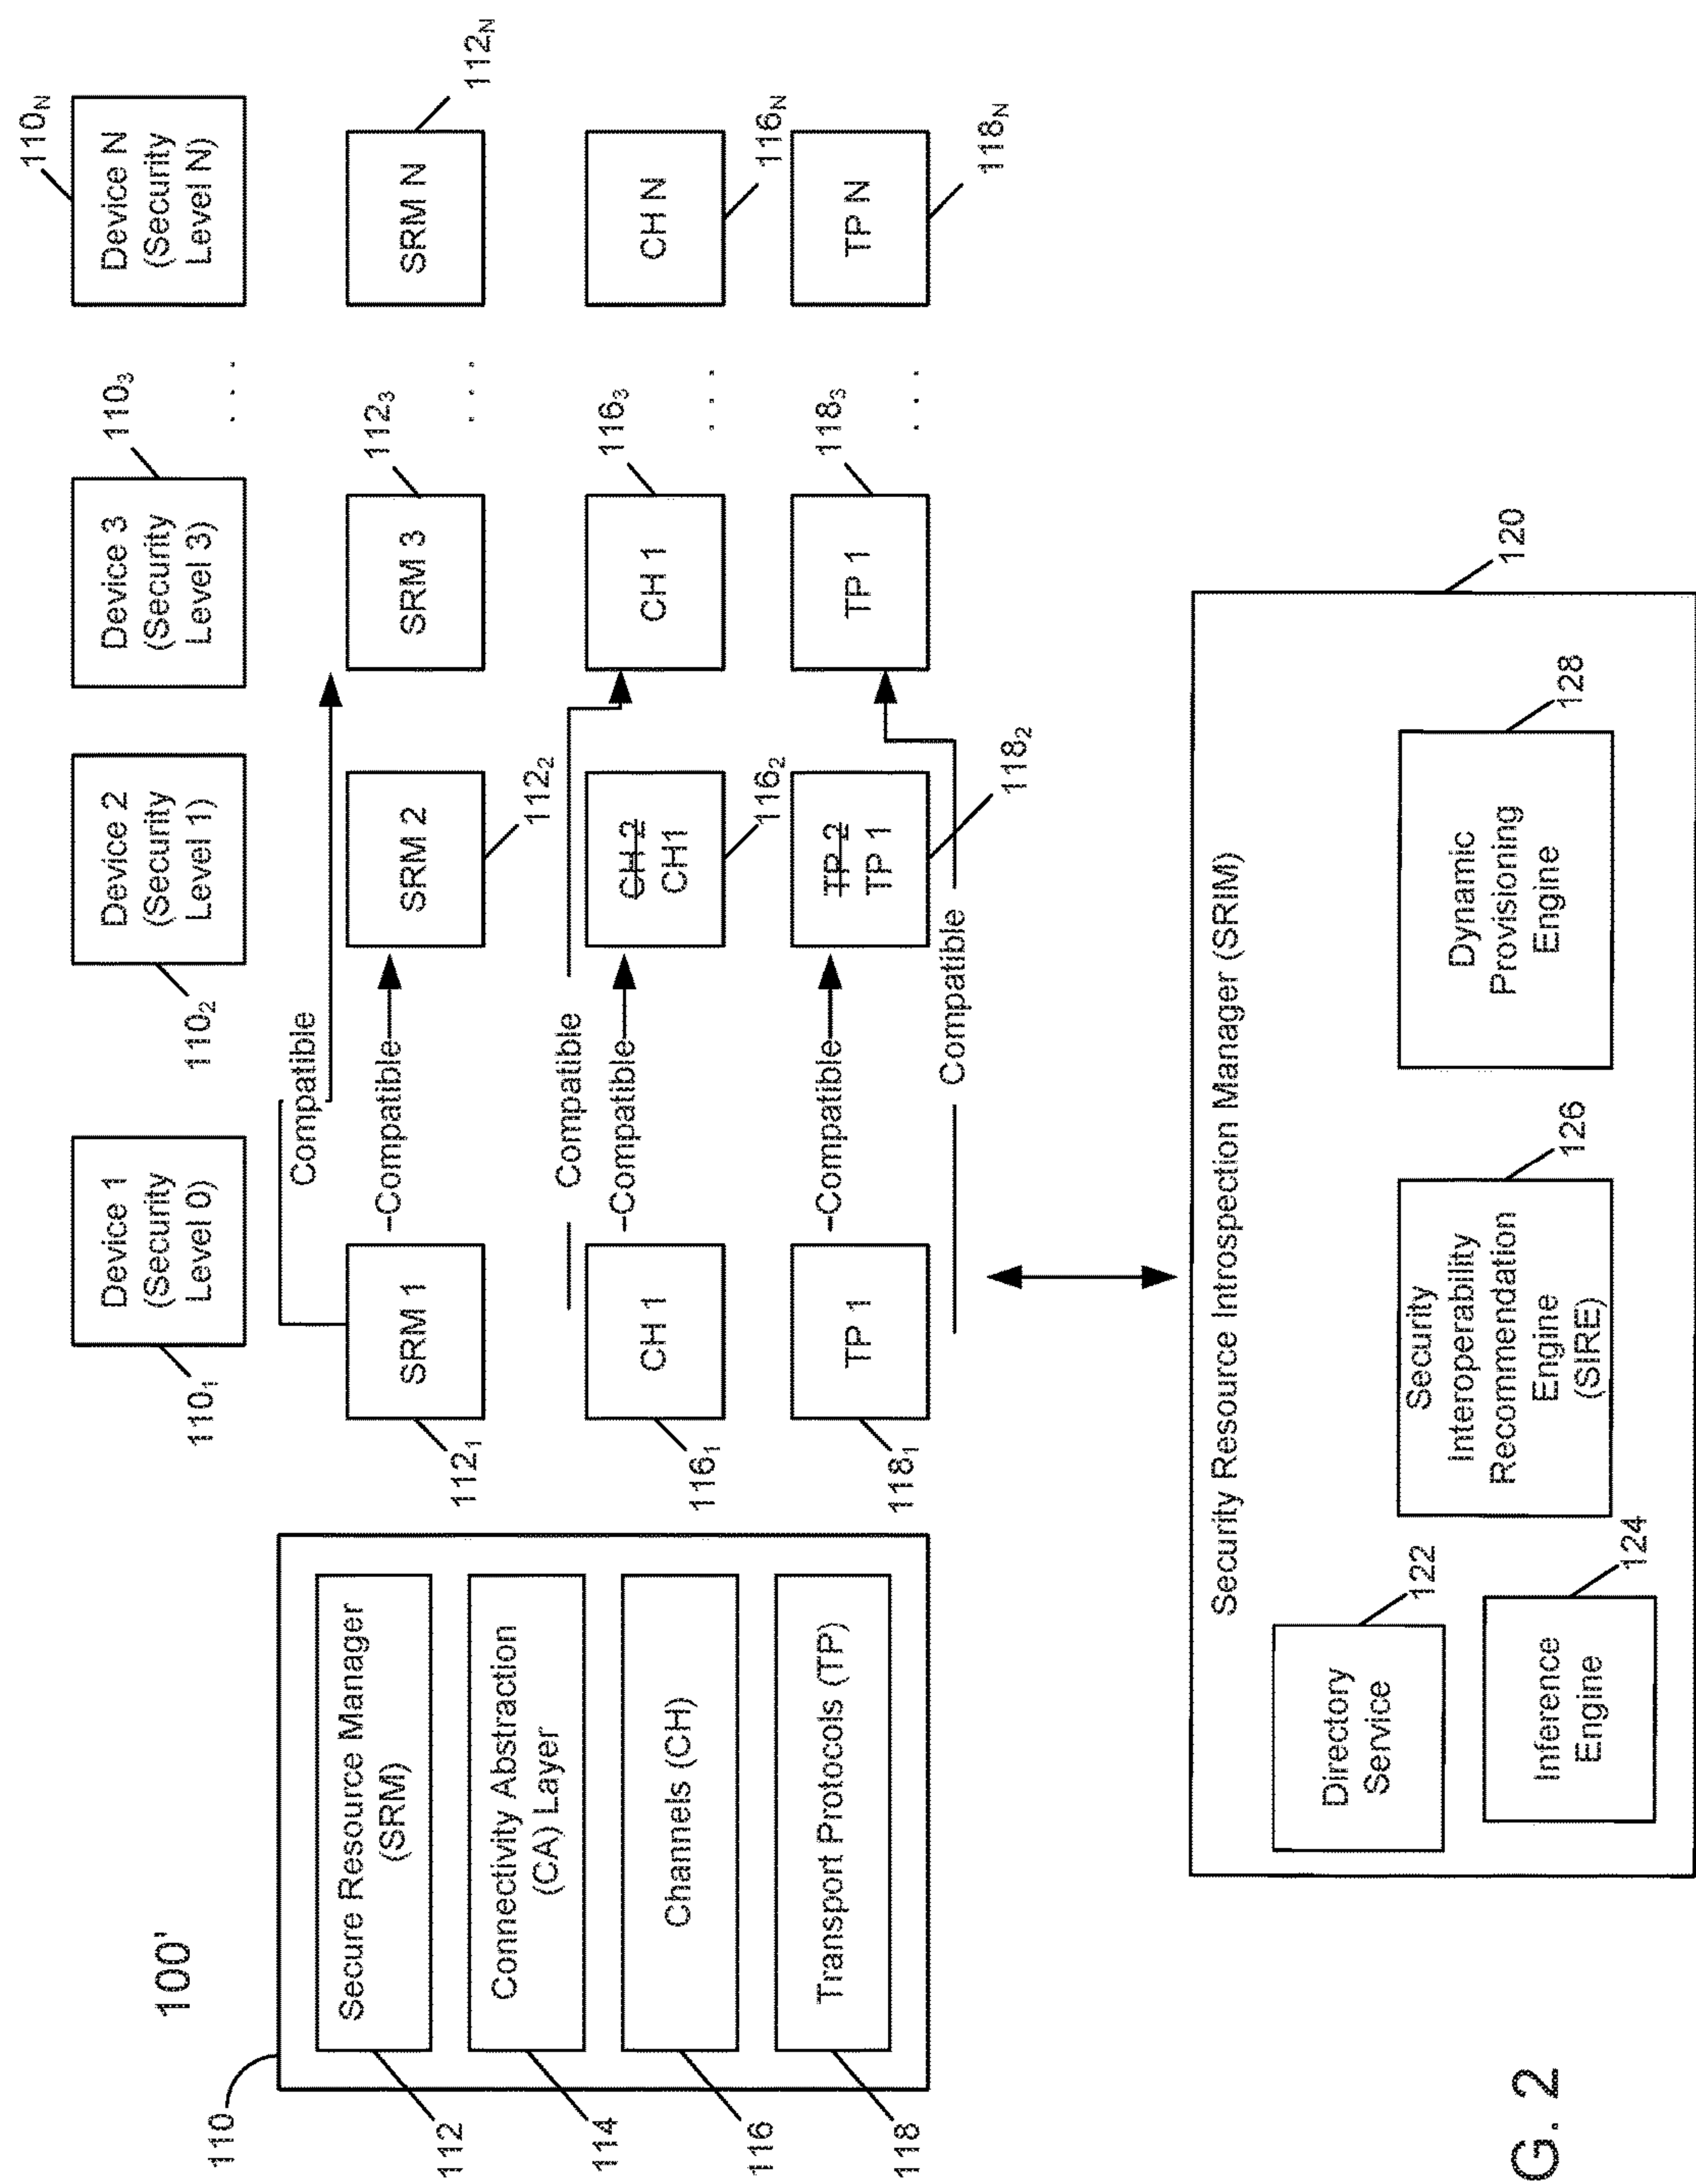 100'
110
Secure Resource Manager
(SRM)
112
Connectivity Abstraction
(CA) Layer
114
Channels (CH)
116
Transport Protocols (TP)
118
Device 1
(Security
Level 0)
110₁
Device 2
(Security
Level 1)
110₂
Device 3
(Security
Level 3)
110₃
. . .
Device N
(Security
Level N)
110N
Compatible
SRM 1
112₁
Compatible
SRM 2
112₂
SRM 3
112₃
. . .
SRM N
112N
Compatible
CH 1
116₁
Compatible
CH 2
CH1
116₂
CH 1
116₃
. . .
CH N
116N
TP 1
118₁
Compatible
TP 2
TP 1
118₂
TP 1
118₃
. . .
TP N
118N
Compatible
Security Resource Introspection Manager (SRIM)
120
Directory
Service
122
Inference
Engine
124
Security
Interoperability
Recommendation
Engine
(SIRE)
126
Dynamic
Provisioning
Engine
128
G. 2